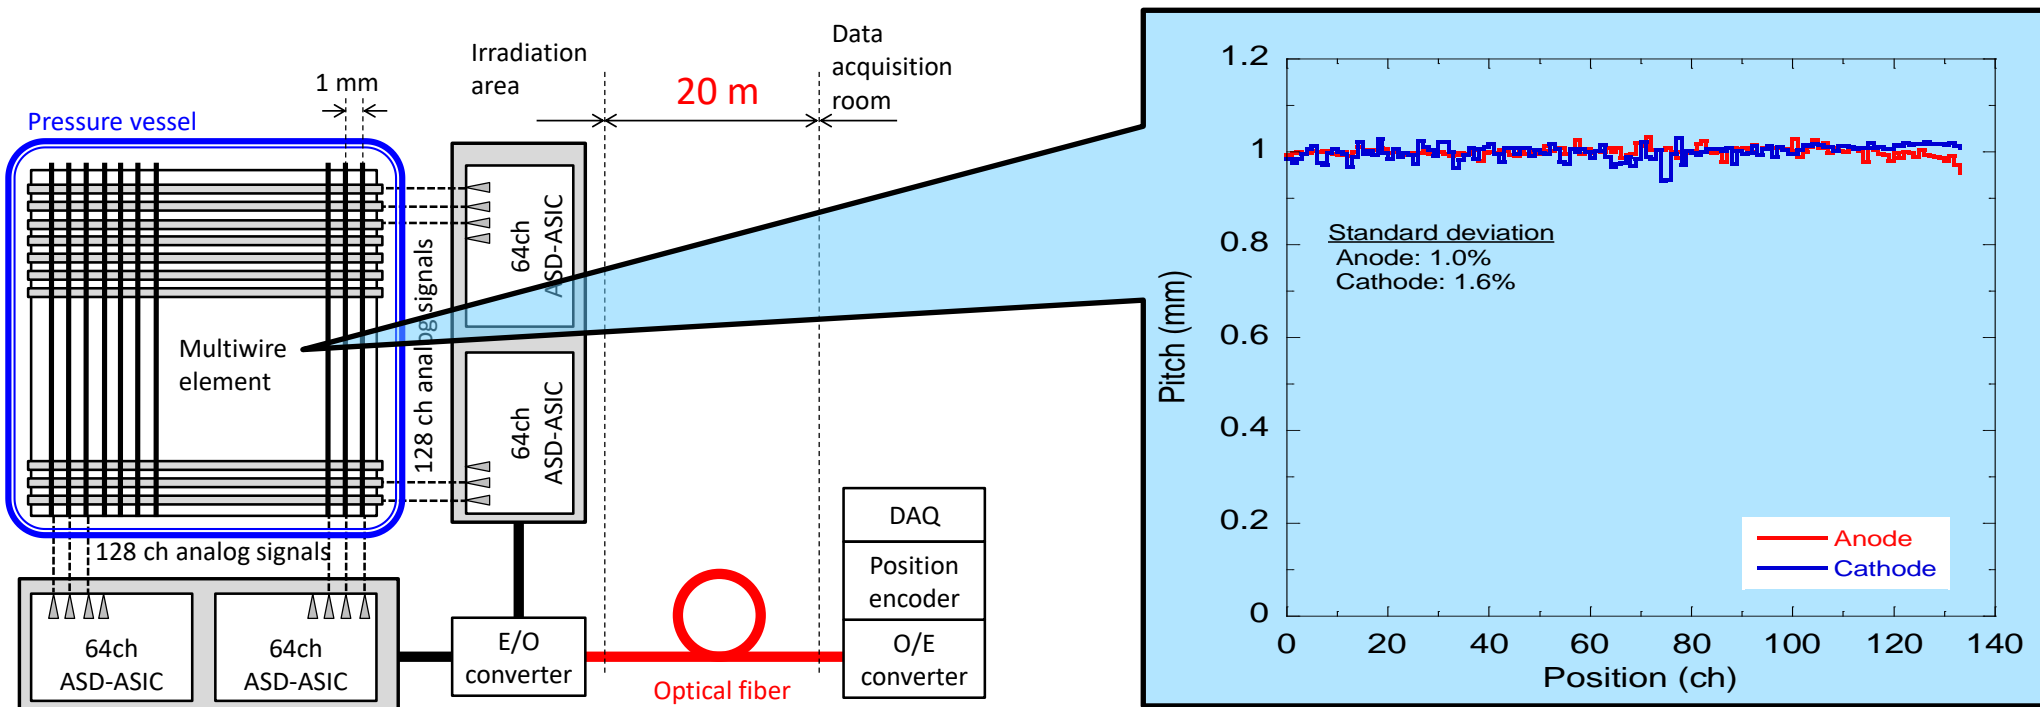 Irradiation
area
Data
acquisition
room
20 m
1 mm
Pressure vessel
64ch
ASD-ASIC
128 ch analog signals
Multiwire
element
64ch
ASD-ASIC
128 ch analog signals
64ch
ASD-ASIC
64ch
ASD-ASIC
E/O
converter
Optical fiber
DAQ
Position
encoder
O/E
converter
1.2
1
0.8
0.6
0.4
0.2
0
Pitch (mm)
Standard deviation
Anode: 1.0%
Cathode: 1.6%
Anode
Cathode
0 20 40 60 80 100 120 140
Position (ch)